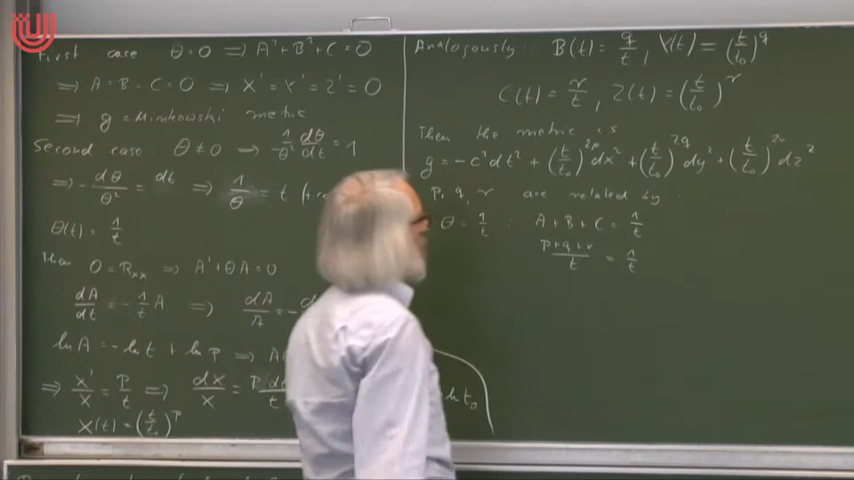 First case θ=0 ⟹ A²+B²+C²=0
⟹ A=B=C=0 ⟹ X'=Y'=Z'=0
⟹ g = Minkowski metric
Second case θ≠0 ⟶ -1/θ² dθ/dt = 1
⟹ -dθ/θ² = dt ⟹ 1/θ = t
θ(t) = 1/t
Then 0 = Rxx ⟹ A'+θA=0
dA/dt = -1/t A ⟹ dA/A = -
ln A = -ln t + ln p ⟹
⟹ X'/X = p/t ⟹ dX/X =
X(t) = (t/t₀)^p
ln t₀
Analogously: B(t) = q/t, Y(t) = (t/t₀)^q
C(t) = r/t, Z(t) = (t/t₀)^r
Then the metric is
g = -c²dt² + (t/t₀)^2p dx² + (t/t₀)^2q dy² + (t/t₀)^2r dz²
p, q, r are related by
θ = 1/t : A+B+C = 1/t
p+q+r/t = 1/t